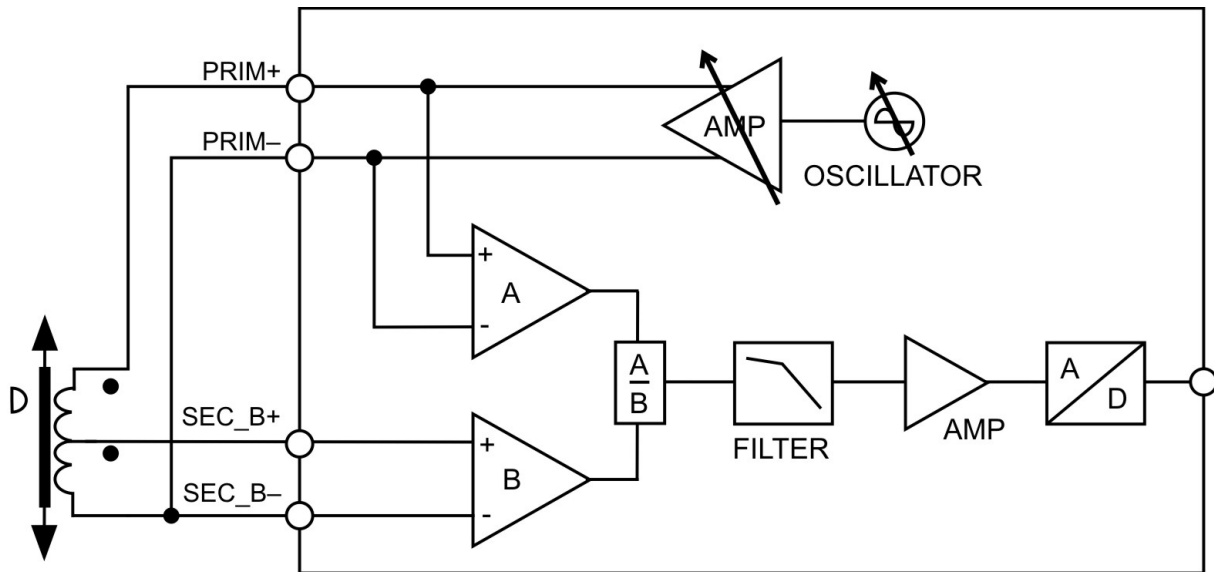 PRIM+
PRIM–
AMP
OSCILLATOR
+
A
-
D
SEC_B+
SEC_B–
+
B
-
A
B
FILTER
AMP
A
D